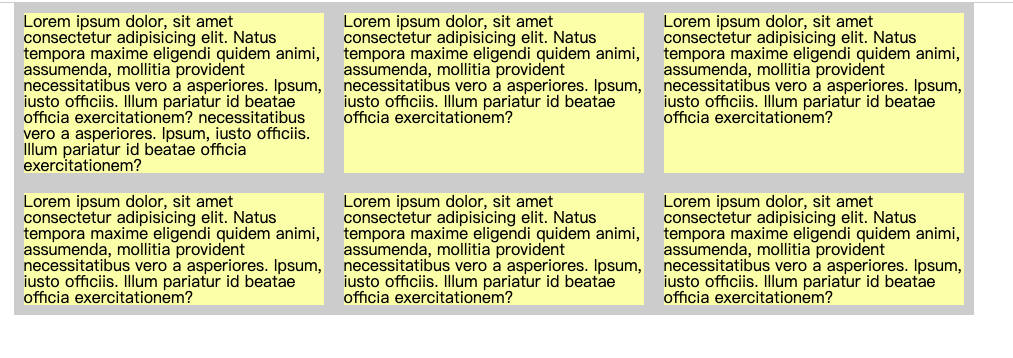 Lorem ipsum dolor, sit amet
consectetur adipisicing elit. Natus
tempora maxime eligendi quidem animi,
assumenda, mollitia provident
necessitatibus vero a asperiores. Ipsum,
iusto officiis. Illum pariatur id beatae
officia exercitationem? necessitatibus
vero a asperiores. Ipsum, iusto officiis.
Illum pariatur id beatae officia
exercitationem?
Lorem ipsum dolor, sit amet
consectetur adipisicing elit. Natus
tempora maxime eligendi quidem animi,
assumenda, mollitia provident
necessitatibus vero a asperiores. Ipsum,
iusto officiis. Illum pariatur id beatae
officia exercitationem?
Lorem ipsum dolor, sit amet
consectetur adipisicing elit. Natus
tempora maxime eligendi quidem animi,
assumenda, mollitia provident
necessitatibus vero a asperiores. Ipsum,
iusto officiis. Illum pariatur id beatae
officia exercitationem?
Lorem ipsum dolor, sit amet
consectetur adipisicing elit. Natus
tempora maxime eligendi quidem animi,
assumenda, mollitia provident
necessitatibus vero a asperiores. Ipsum,
iusto officiis. Illum pariatur id beatae
officia exercitationem?
Lorem ipsum dolor, sit amet
consectetur adipisicing elit. Natus
tempora maxime eligendi quidem animi,
assumenda, mollitia provident
necessitatibus vero a asperiores. Ipsum,
iusto officiis. Illum pariatur id beatae
officia exercitationem?
Lorem ipsum dolor, sit amet
consectetur adipisicing elit. Natus
tempora maxime eligendi quidem animi,
assumenda, mollitia provident
necessitatibus vero a asperiores. Ipsum,
iusto officiis. Illum pariatur id beatae
officia exercitationem?